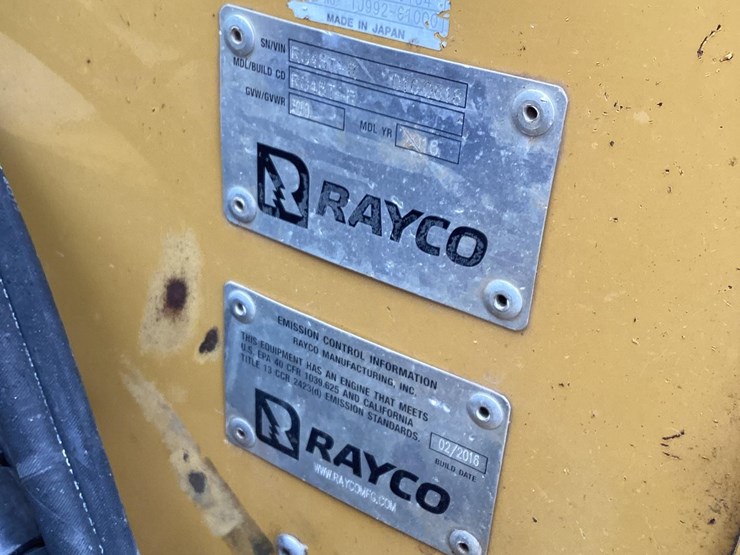 MADE IN JAPAN
SN/VIN
MDL/BUILD CD
GVW/GVWR MDL YR
RAYCO
EMISSION CONTROL INFORMATION
RAYCO MANUFACTURING, INC.
THIS EQUIPMENT HAS AN ENGINE THAT MEETS
U.S. EPA 40 CFR 1039.625 AND CALIFORNIA
TITLE 13 CCR 2423(d) EMISSION STANDARDS.
02/2016
BUILD DATE
RAYCO
WWW.RAYCOMFG.COM